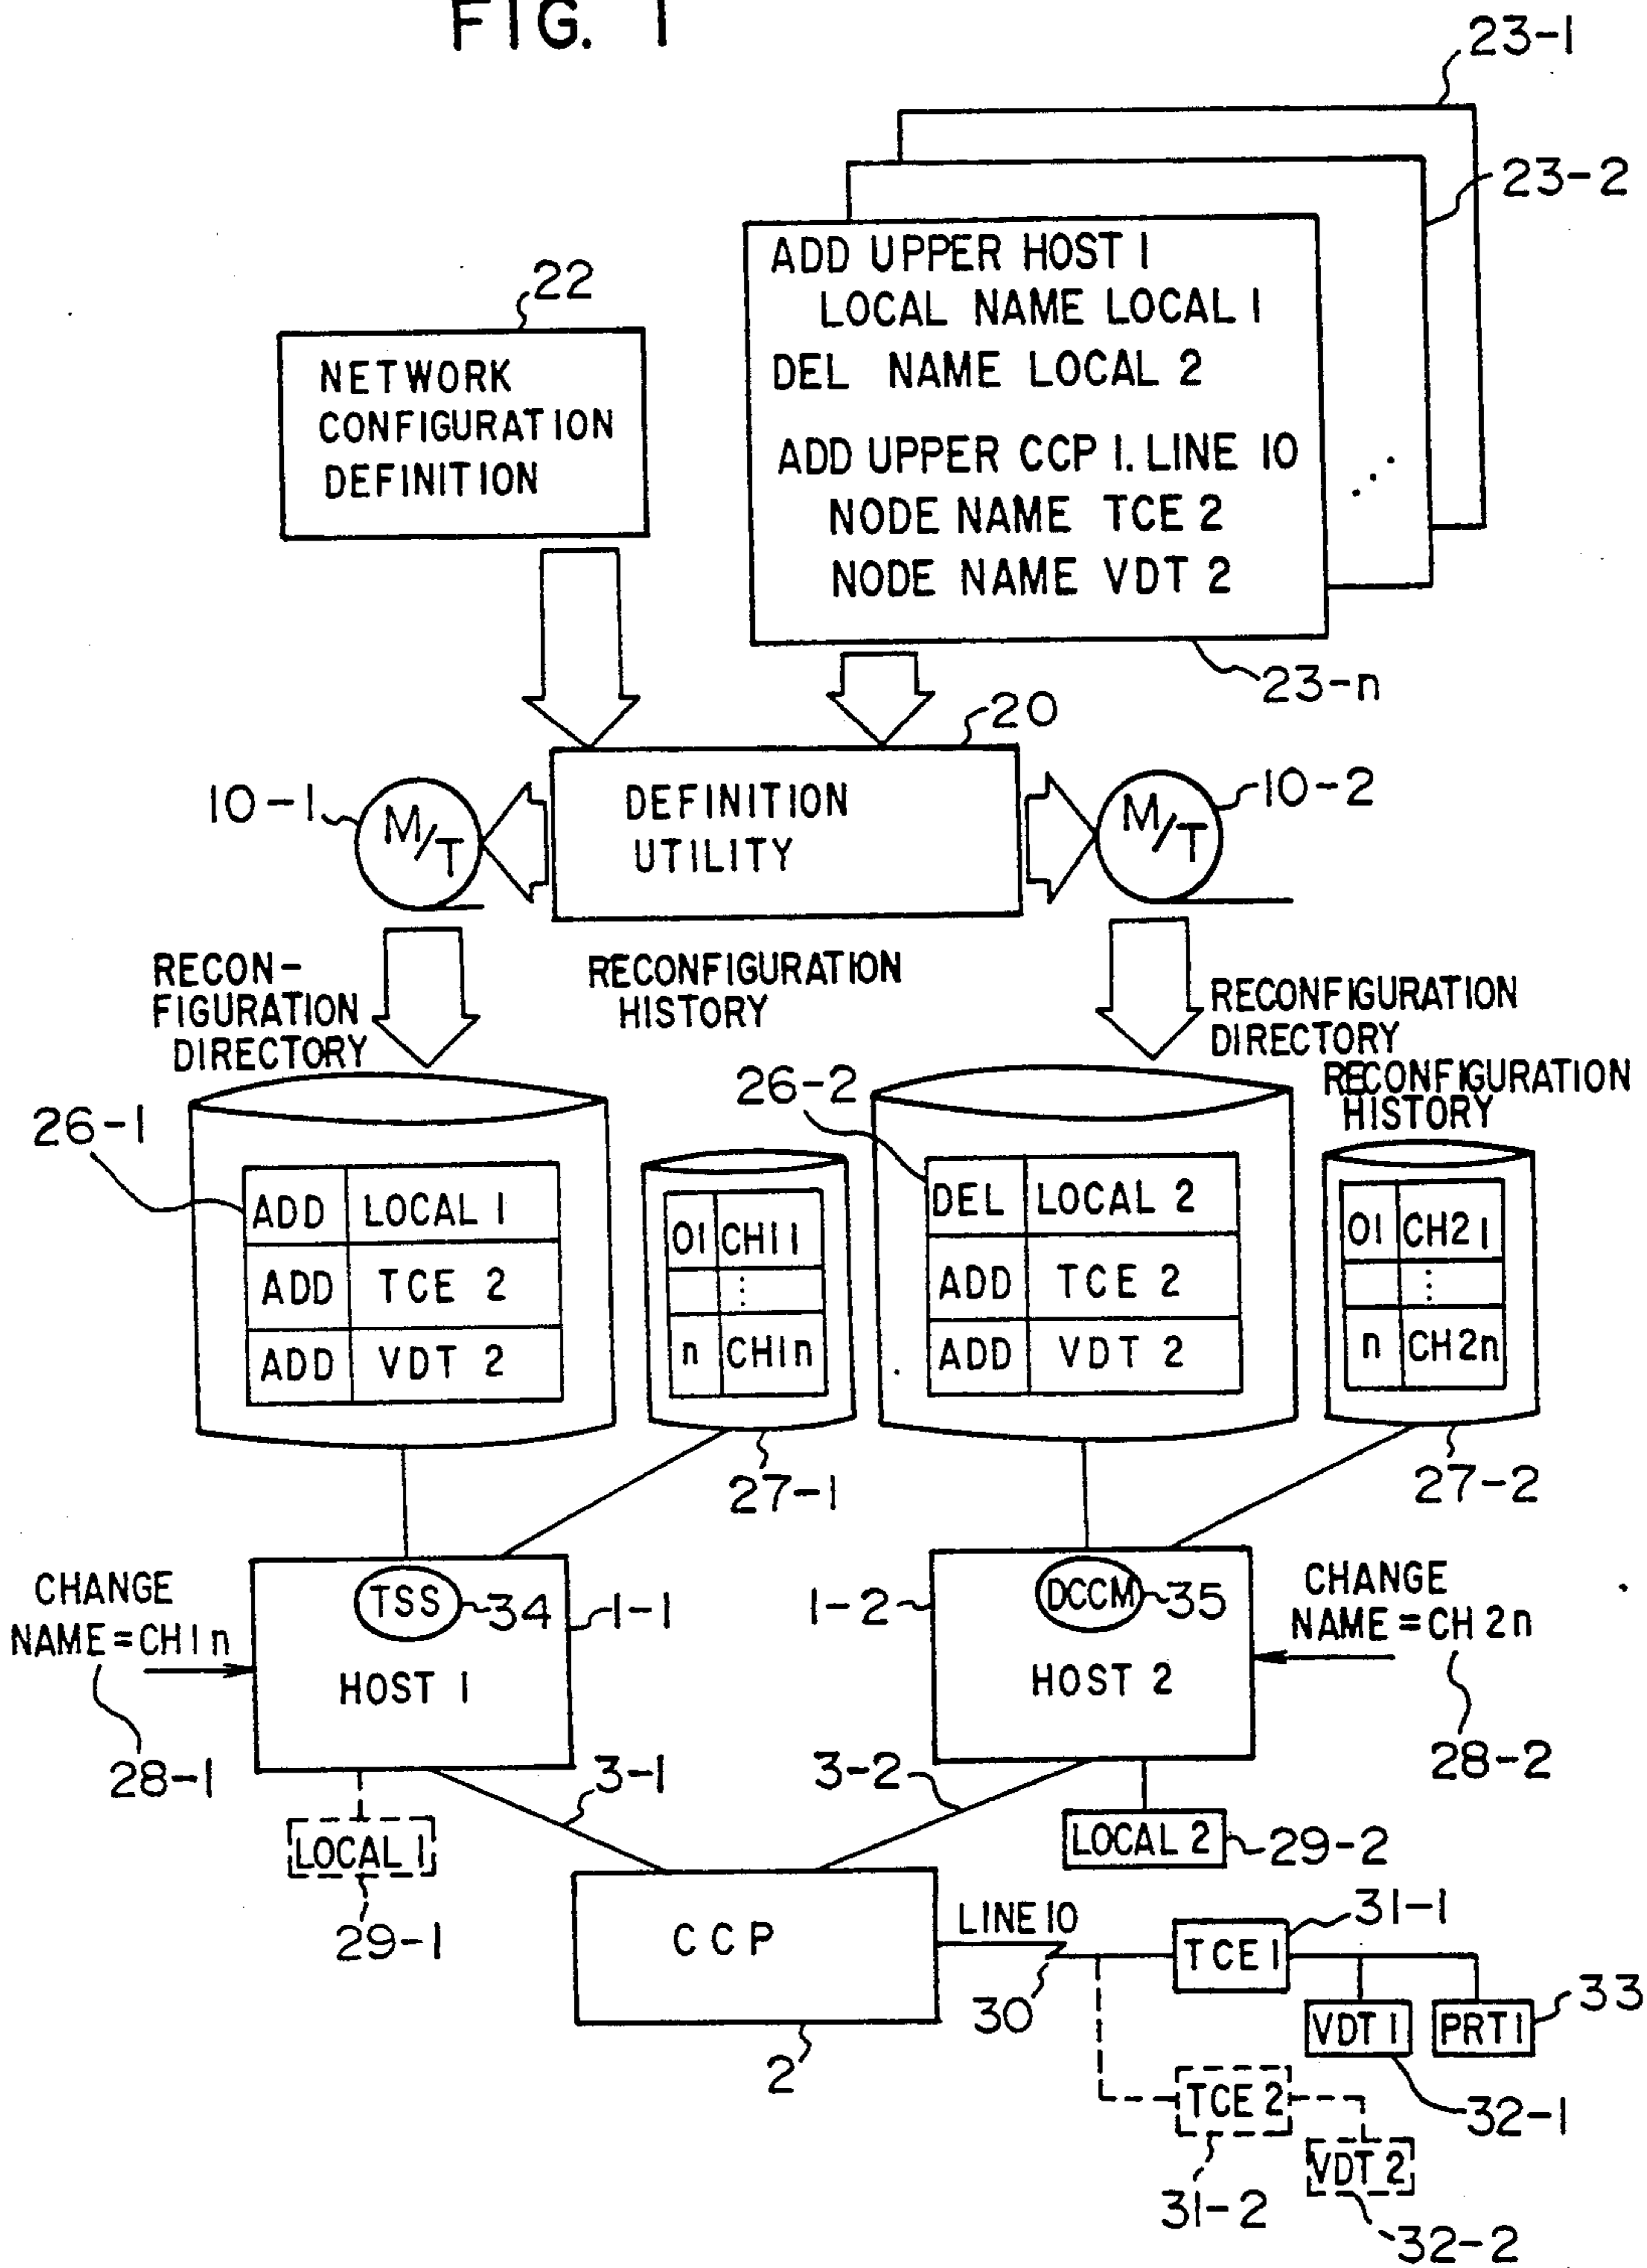 FIG. 1
23-1
23-2
ADD UPPER HOST 1
LOCAL NAME LOCAL 1
DEL NAME LOCAL 2
ADD UPPER CCP 1. LINE 10
NODE NAME TCE 2
NODE NAME VDT 2
23-n
22
NETWORK
CONFIGURATION
DEFINITION
20
DEFINITION
UTILITY
10-1
M/T
10-2
M/T
RECON-
FIGURATION
DIRECTORY
RECONFIGURATION
HISTORY
RECONFIGURATION
DIRECTORY
RECONFIGURATION
HISTORY
26-1
ADD LOCAL 1
ADD TCE 2
ADD VDT 2
01 CH11
⋮
n CH1n
27-1
26-2
DEL LOCAL 2
ADD TCE 2
ADD VDT 2
01 CH21
⋮
n CH2n
27-2
CHANGE
NAME=CH1n
28-1
TSS
34
1-1
HOST 1
1-2
DCCM
35
HOST 2
CHANGE
NAME=CH2n
28-2
3-1
3-2
LOCAL 1
29-1
LOCAL 2
29-2
CCP
2
LINE 10
30
TCE 1
31-1
VDT 1
32-1
PRT 1
33
TCE 2
31-2
VDT 2
32-2